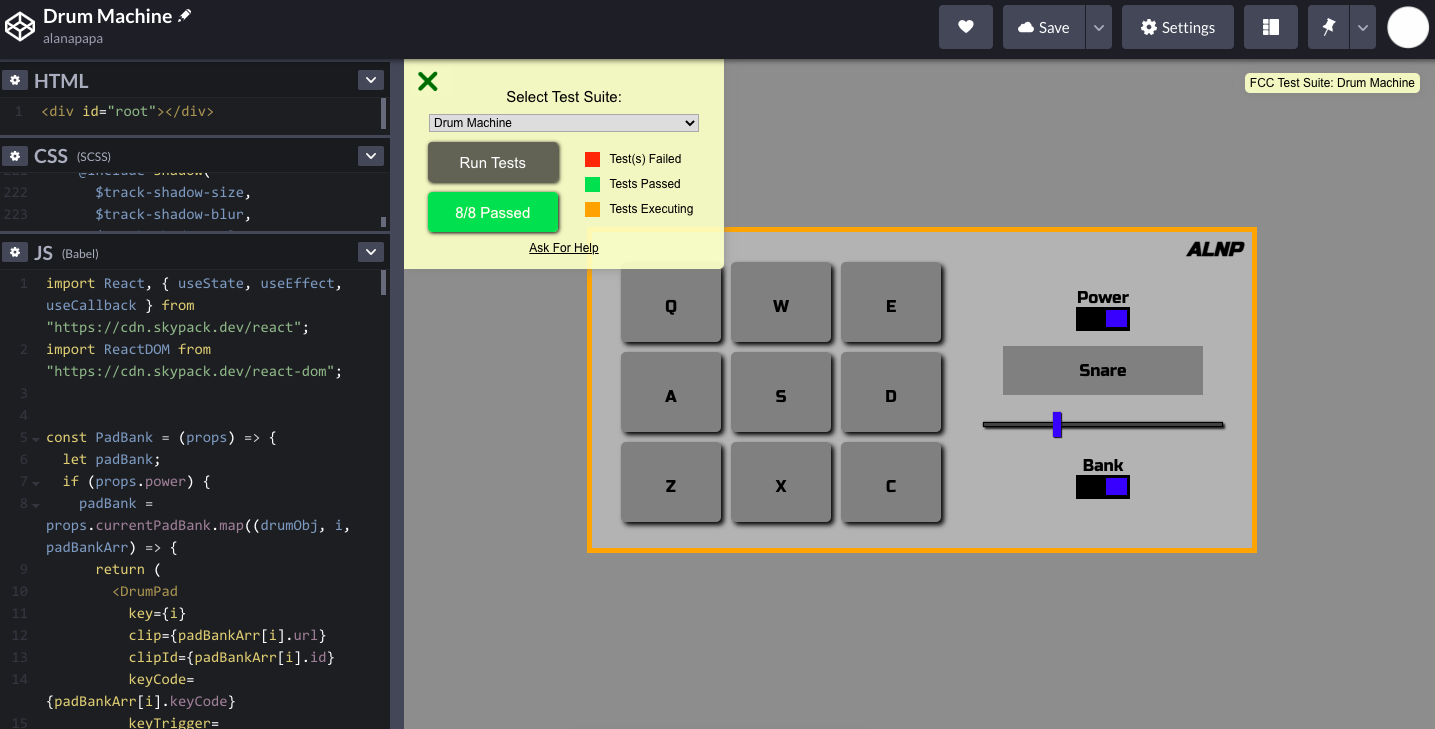 Drum Machine
alanapapa
Save
Settings
HTML
1 <div id="root"></div>
CSS (SCSS)
222 $track-shadow-size,
223 $track-shadow-blur,
JS (Babel)
1 import React, { useState, useEffect,
useCallback } from
"https://cdn.skypack.dev/react";
2 import ReactDOM from
"https://cdn.skypack.dev/react-dom";
3
4
5 const PadBank = (props) => {
6 let padBank;
7 if (props.power) {
8 padBank =
props.currentPadBank.map((drumObj, i,
padBankArr) => {
9 return (
10 <DrumPad
11 key={i}
12 clip={padBankArr[i].url}
13 clipId={padBankArr[i].id}
14 keyCode=
{padBankArr[i].keyCode}
15 keyTrigger=
Select Test Suite:
Drum Machine
Run Tests
8/8 Passed
Test(s) Failed
Tests Passed
Tests Executing
Ask For Help
FCC Test Suite: Drum Machine
ALNP
Q W E
A S D
Z X C
Power
Snare
Bank